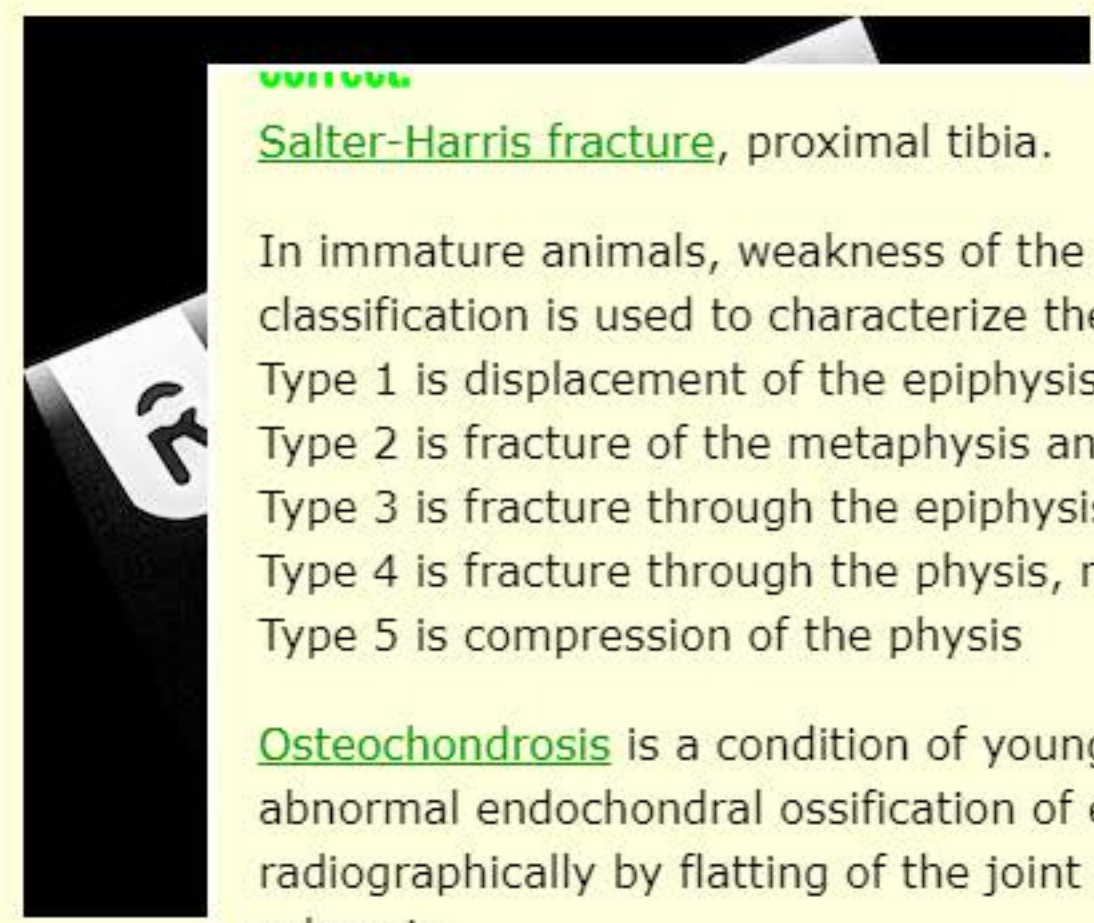 correct.
Salter-Harris fracture, proximal tibia.
In immature animals, weakness of the
classification is used to characterize the
Type 1 is displacement of the epiphysis
Type 2 is fracture of the metaphysis an
Type 3 is fracture through the epiphysis
Type 4 is fracture through the physis,
Type 5 is compression of the physis
Osteochondrosis is a condition of young
abnormal endochondral ossification of
radiographically by flatting of the joint